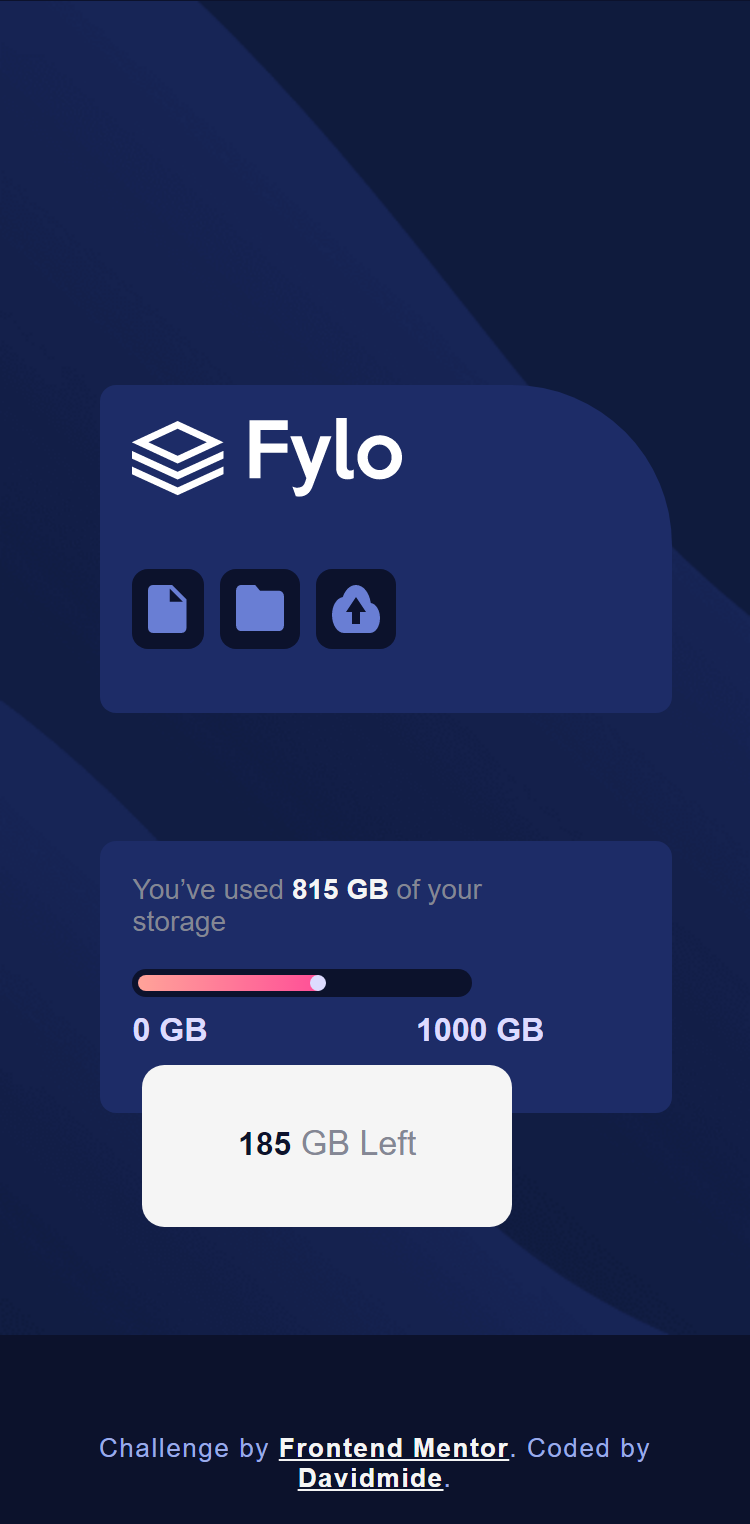 Fylo
You’ve used 815 GB of your
storage
0 GB 1000 GB
185 GB Left
Challenge by Frontend Mentor. Coded by
Davidmide.